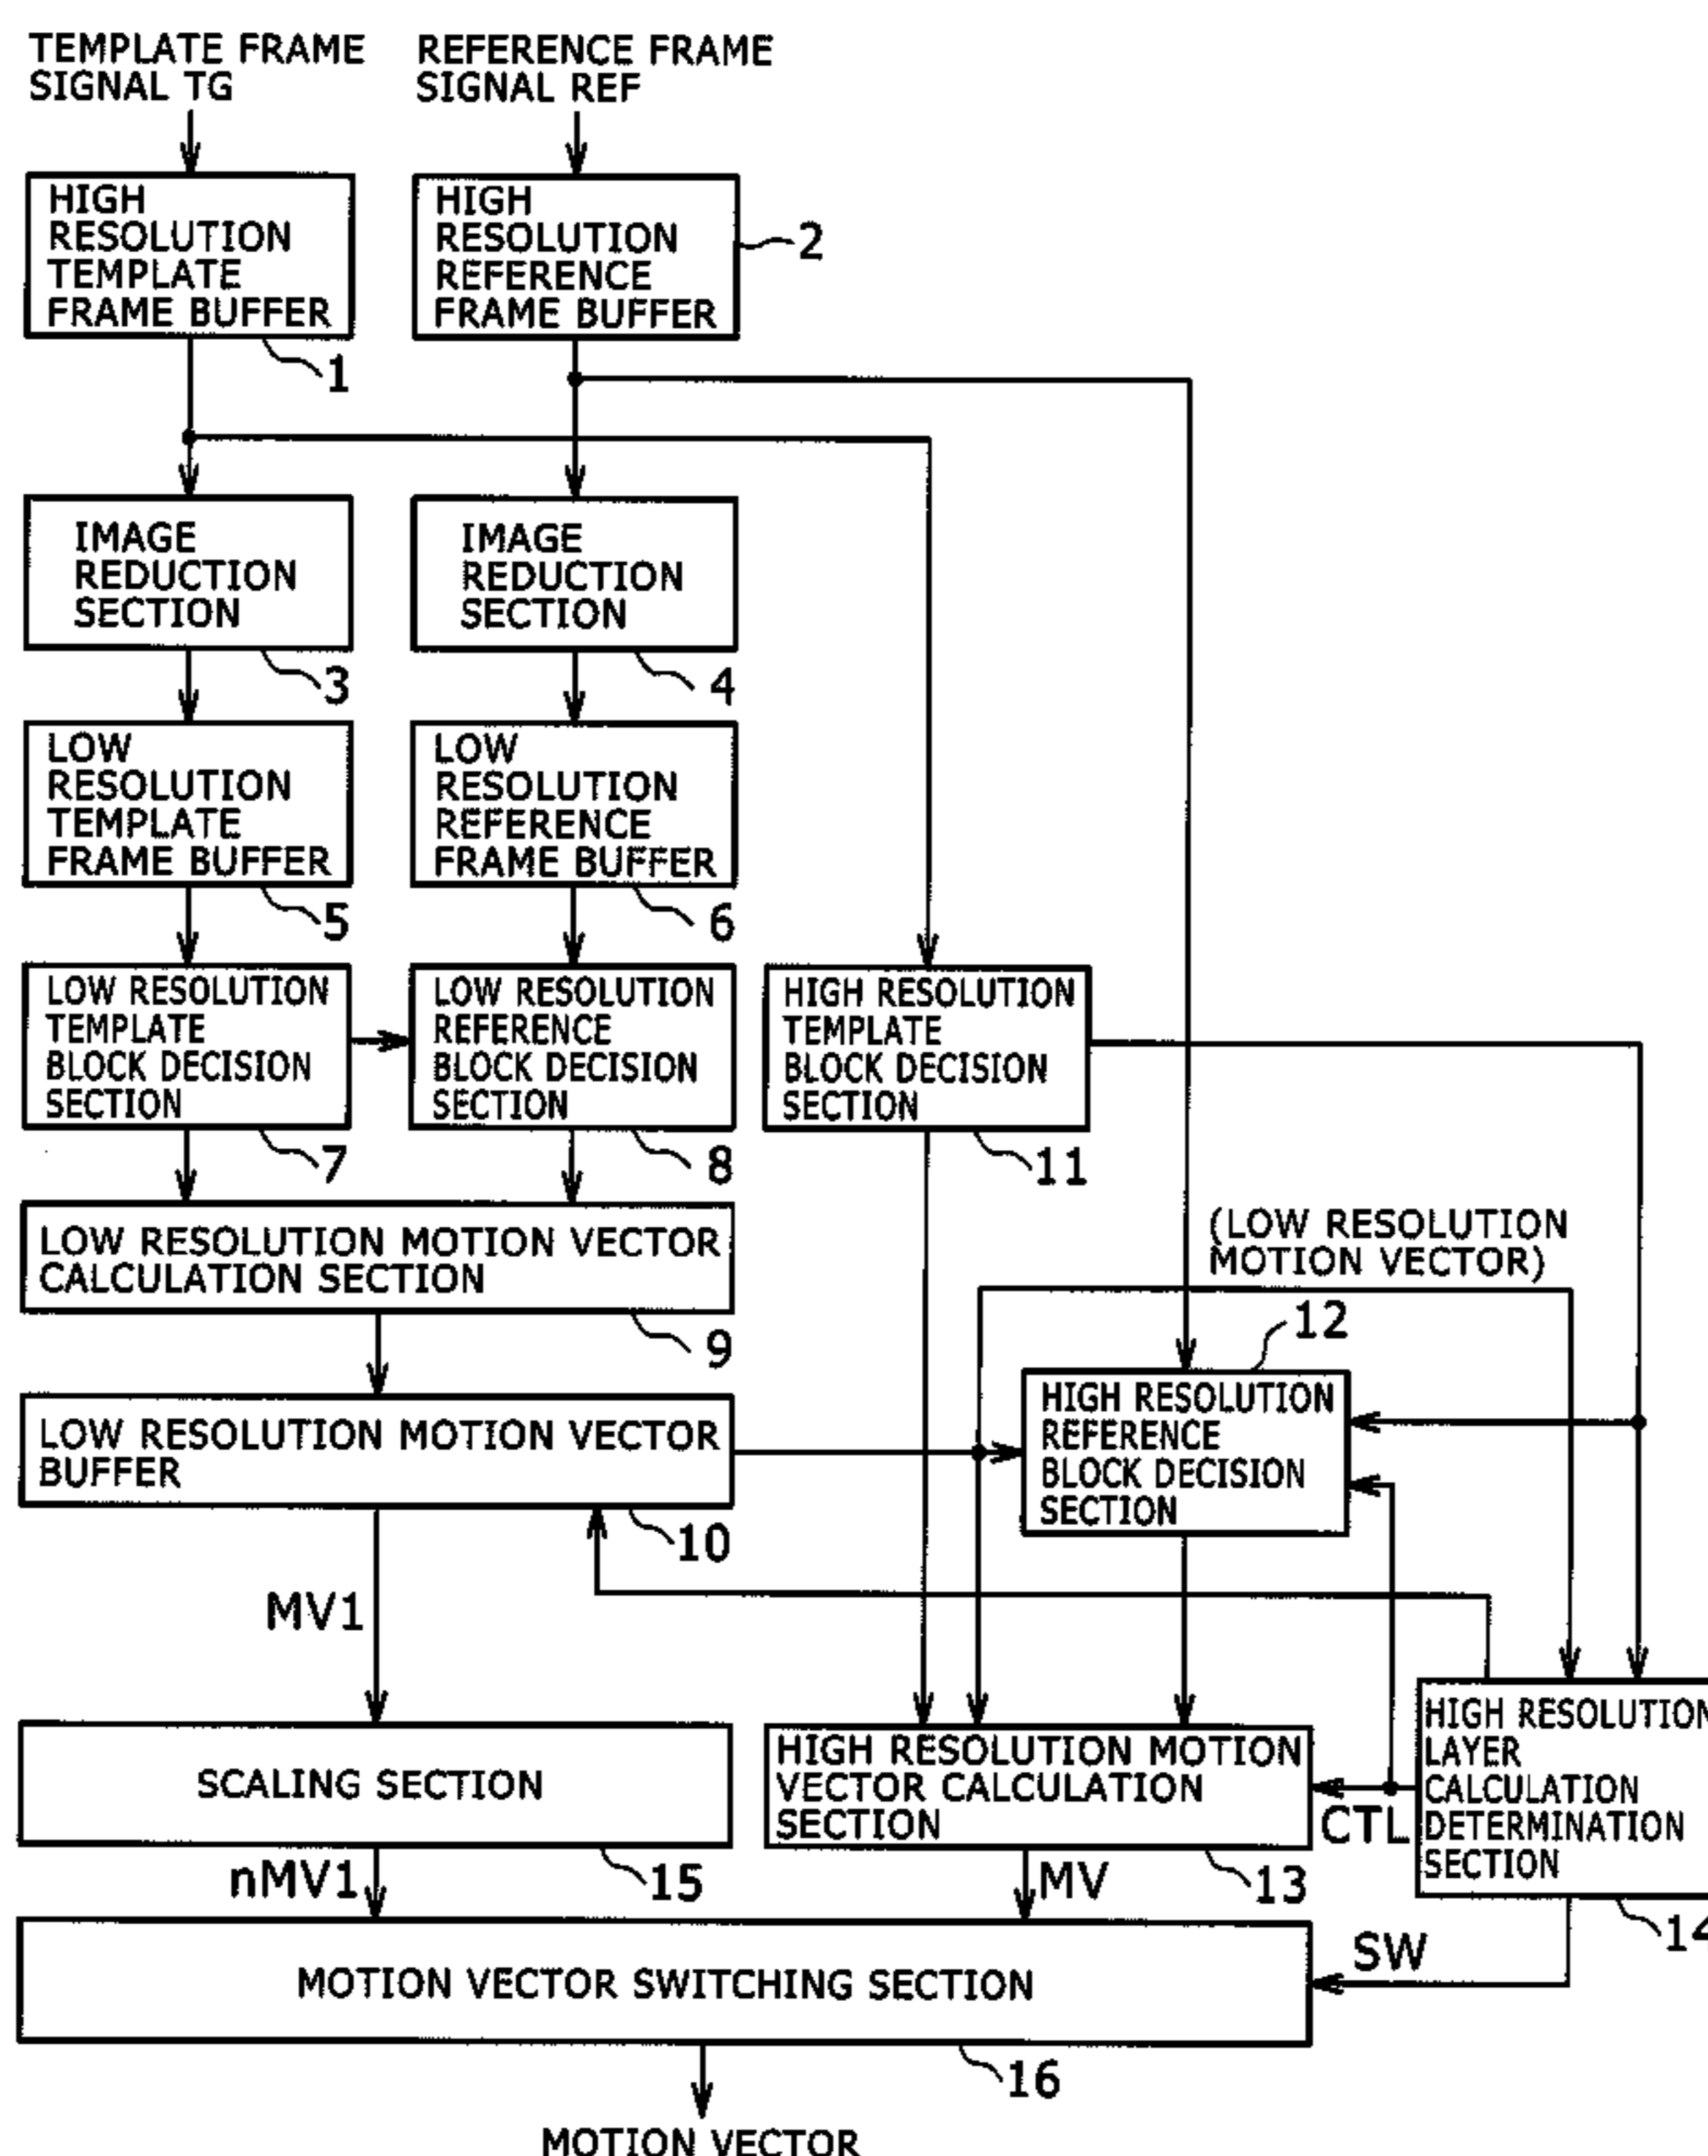 TEMPLATE FRAME
SIGNAL TG
REFERENCE FRAME
SIGNAL REF
HIGH
RESOLUTION
TEMPLATE
FRAME BUFFER
1
HIGH
RESOLUTION
REFERENCE
FRAME BUFFER
2
IMAGE
REDUCTION
SECTION
3
IMAGE
REDUCTION
SECTION
4
LOW
RESOLUTION
TEMPLATE
FRAME BUFFER
5
LOW
RESOLUTION
REFERENCE
FRAME BUFFER
6
LOW RESOLUTION
TEMPLATE
BLOCK DECISION
SECTION
7
LOW RESOLUTION
REFERENCE
BLOCK DECISION
SECTION
8
HIGH RESOLUTION
TEMPLATE
BLOCK DECISION
SECTION
11
LOW RESOLUTION MOTION VECTOR
CALCULATION SECTION
9
(LOW RESOLUTION
MOTION VECTOR)
12
HIGH RESOLUTION
REFERENCE
BLOCK DECISION
SECTION
LOW RESOLUTION MOTION VECTOR
BUFFER
10
MV1
SCALING SECTION
15
HIGH RESOLUTION MOTION
VECTOR CALCULATION
SECTION
13
CTL
HIGH RESOLUTION
LAYER
CALCULATION
DETERMINATION
SECTION
14
nMV1
MV
SW
MOTION VECTOR SWITCHING SECTION
16
MOTION VECTOR